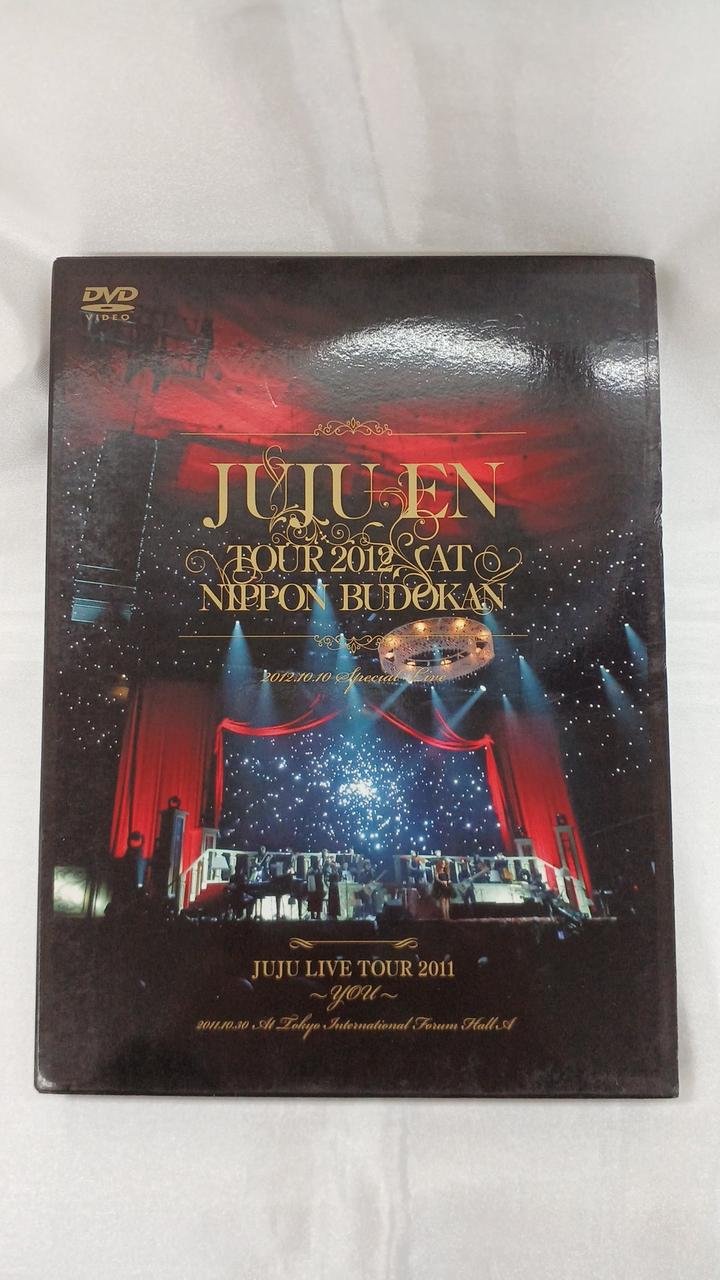 DVD
VIDEO
JUJU EN
TOUR 2012 AT
NIPPON BUDOKAN
2012.10.10 Special Live
JUJU LIVE TOUR 2011
~YOU~
2011.10.30 At Tokyo International Forum Hall A